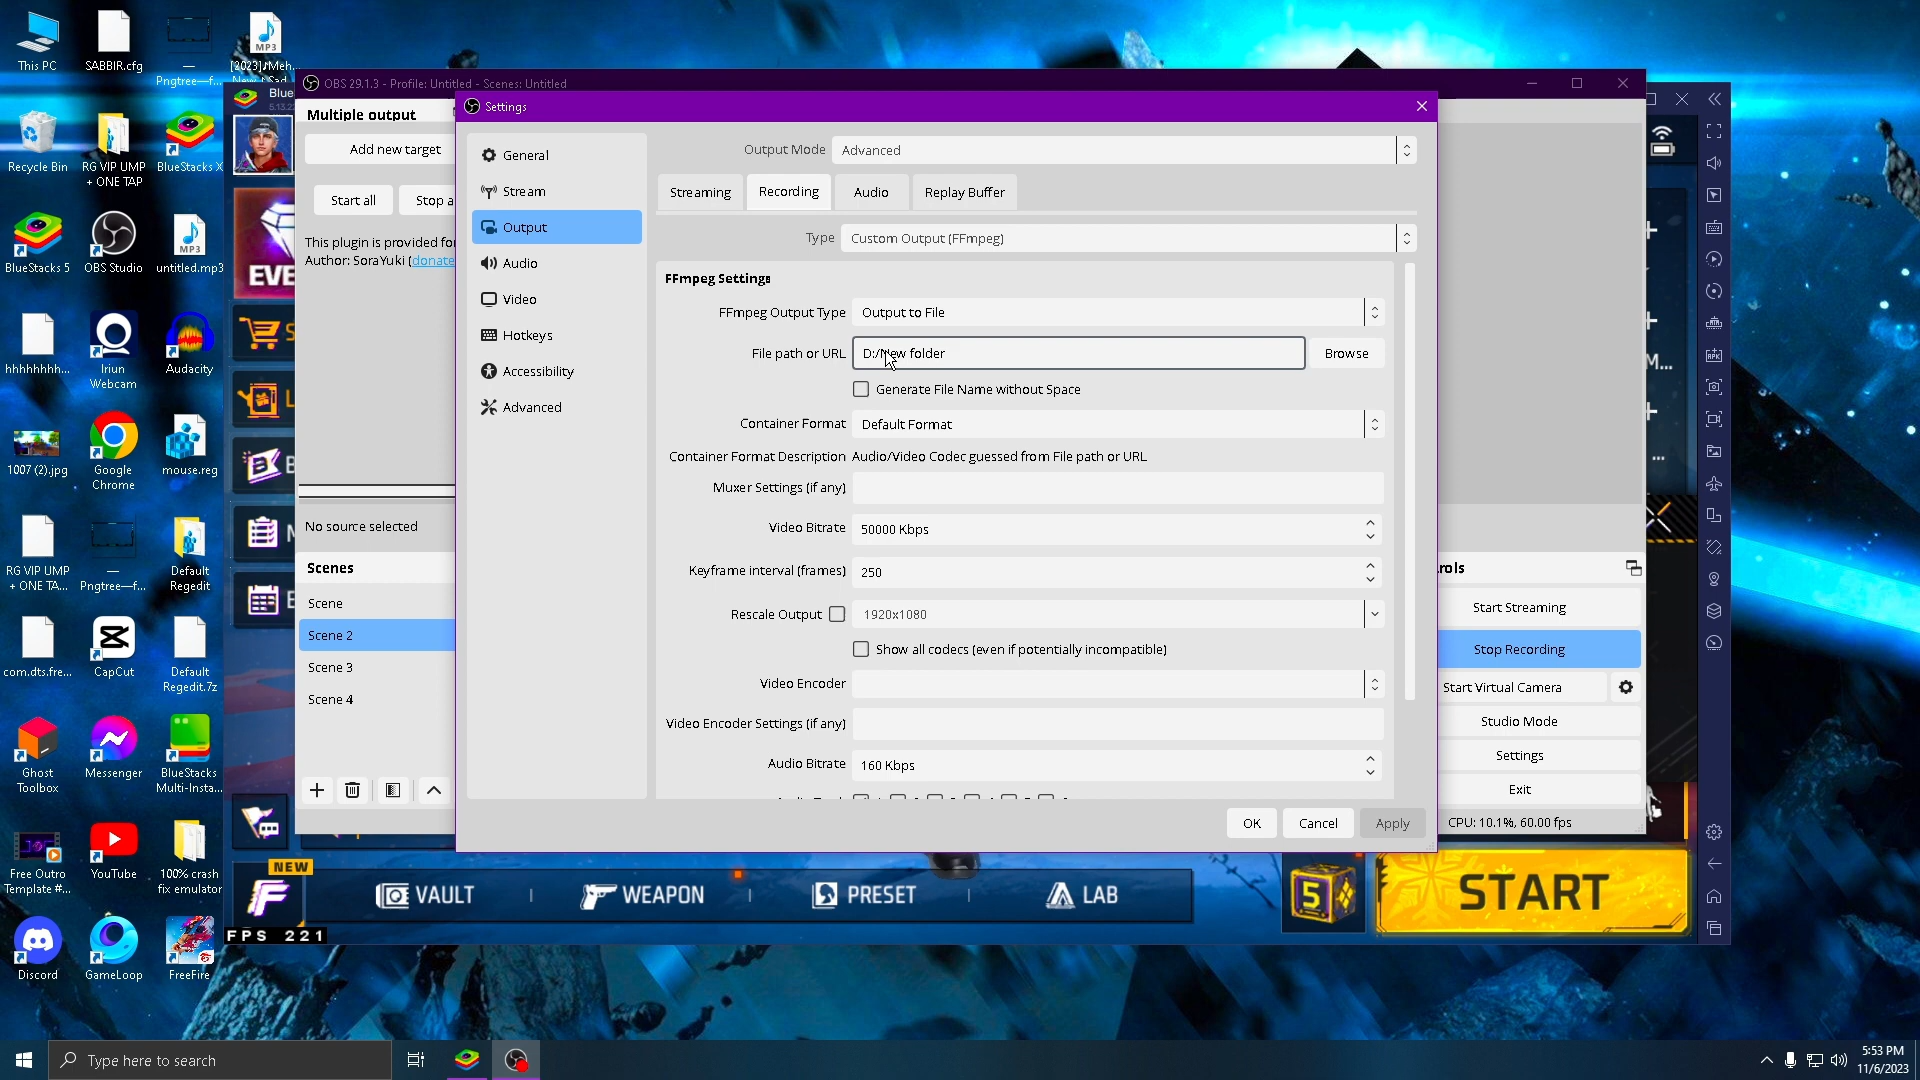 This PC
SABBIR.cfg
Pngtree—f...
[2023]♪Meh...
Recycle Bin
RG VIP UMP
+ ONE TAP
BlueStacks X
BlueStacks 5
OBS Studio
untitled.mp3
hhhhhhhh...
Iriun
Webcam
Audacity
1007 (2).jpg
Google
Chrome
mouse.reg
RG VIP UMP
+ ONE TA...
—
Pngtree—f...
Default
Regedit
com.dts.fre...
CapCut
Default
Regedit.7z
Ghost
Toolbox
Messenger
BlueStacks
Multi-Insta...
Free Outro
Template #...
YouTube
100% crash
fix emulator
Discord
GameLoop
FreeFire
OBS 29.1.3 - Profile: Untitled - Scenes: Untitled
Multiple output
Add new target
Start all
Stop a
This plugin is provided for
Author: SoraYuki (donate
No source selected
Scenes
Scene
Scene 2
Scene 3
Scene 4
Settings
General
Stream
Output
Audio
Video
Hotkeys
Accessibility
Advanced
Output Mode
Advanced
Streaming
Recording
Audio
Replay Buffer
Type
Custom Output (FFmpeg)
FFmpeg Settings
FFmpeg Output Type
Output to File
File path or URL
D:/New folder
Browse
Generate File Name without Space
Container Format
Default Format
Container Format Description
Audio/Video Codec guessed from File path or URL
Muxer Settings (if any)
Video Bitrate
50000 Kbps
Keyframe interval (frames)
250
Rescale Output
1920x1080
Show all codecs (even if potentially incompatible)
Video Encoder
Video Encoder Settings (if any)
Audio Bitrate
160 Kbps
OK
Cancel
Apply
rols
Start Streaming
Stop Recording
Start Virtual Camera
Studio Mode
Settings
Exit
CPU: 10.1%, 60.00 fps
Blue
EVE
NEW
VAULT
WEAPON
PRESET
LAB
5
START
FPS 221
Type here to search
5:53 PM
11/6/2023